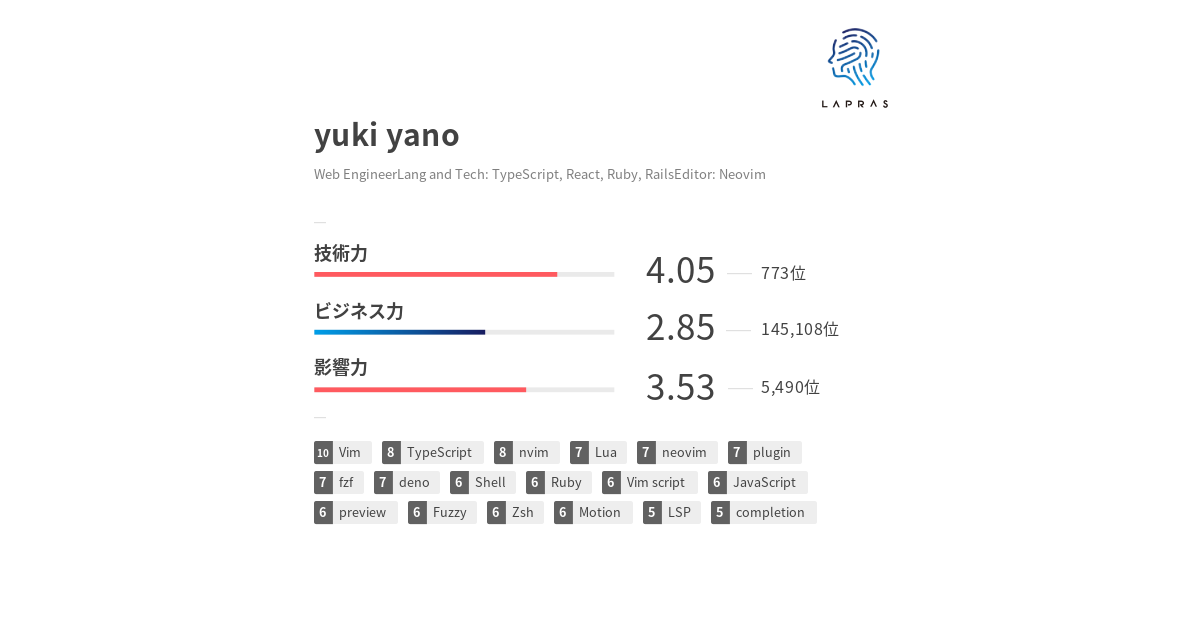 LAPRAS
yuki yano
Web EngineerLang and Tech: TypeScript, React, Ruby, RailsEditor: Neovim
技術力
4.05 773位
ビジネス力
2.85 145,108位
影響力
3.53 5,490位
10 Vim 8 TypeScript 8 nvim 7 Lua 7 neovim 7 plugin
7 fzf 7 deno 6 Shell 6 Ruby 6 Vim script 6 JavaScript
6 preview 6 Fuzzy 6 Zsh 6 Motion 5 LSP 5 completion